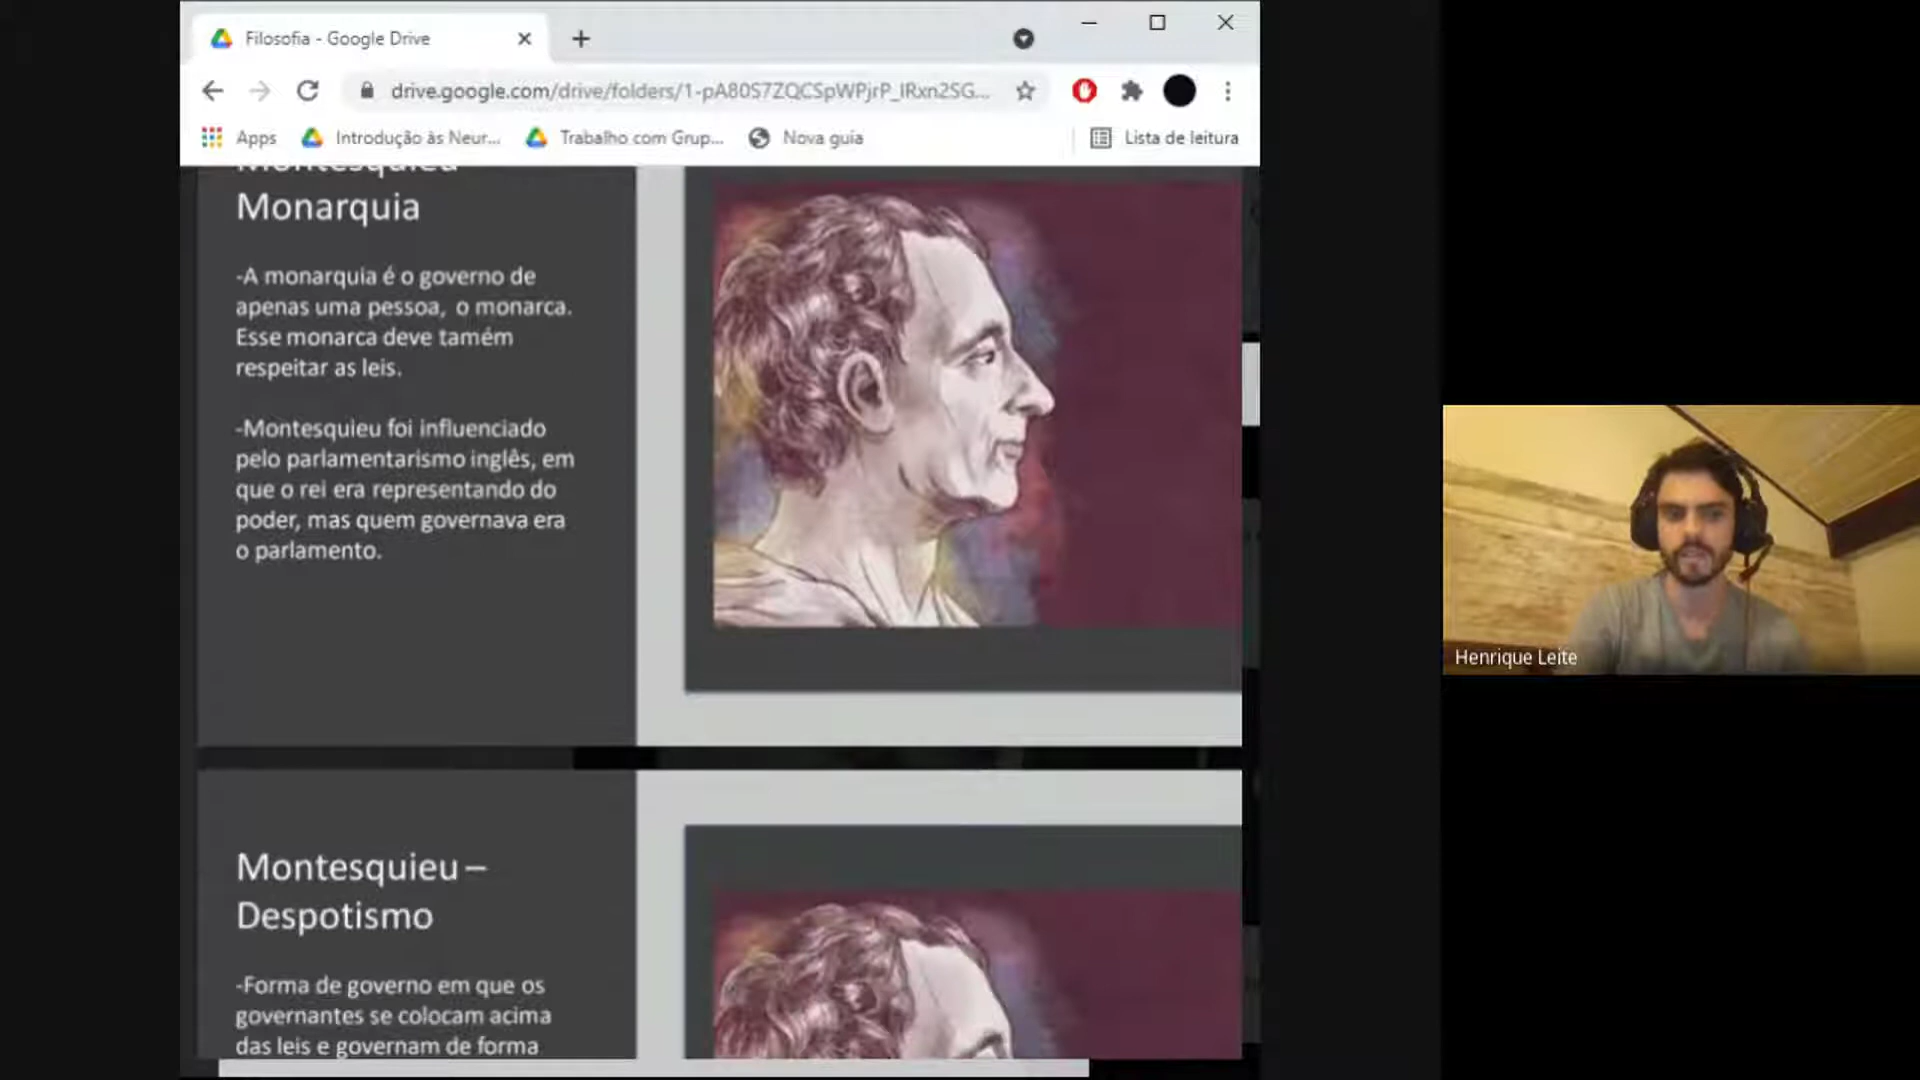 Filosofia - Google Drive
drive.google.com/drive/folders/1-pA80S7ZQCSpWPjrP_IRxn2SG...
Apps
Introdução às Neur...
Trabalho com Grup...
Nova guia
Lista de leitura
Montesquieu
Monarquia
-A monarquia é o governo de
apenas uma pessoa, o monarca.
Esse monarca deve tamém
respeitar as leis.
-Montesquieu foi influenciado
pelo parlamentarismo inglês, em
que o rei era representando do
poder, mas quem governava era
o parlamento.
Montesquieu –
Despotismo
-Forma de governo em que os
governantes se colocam acima
das leis e governam de forma
Henrique Leite